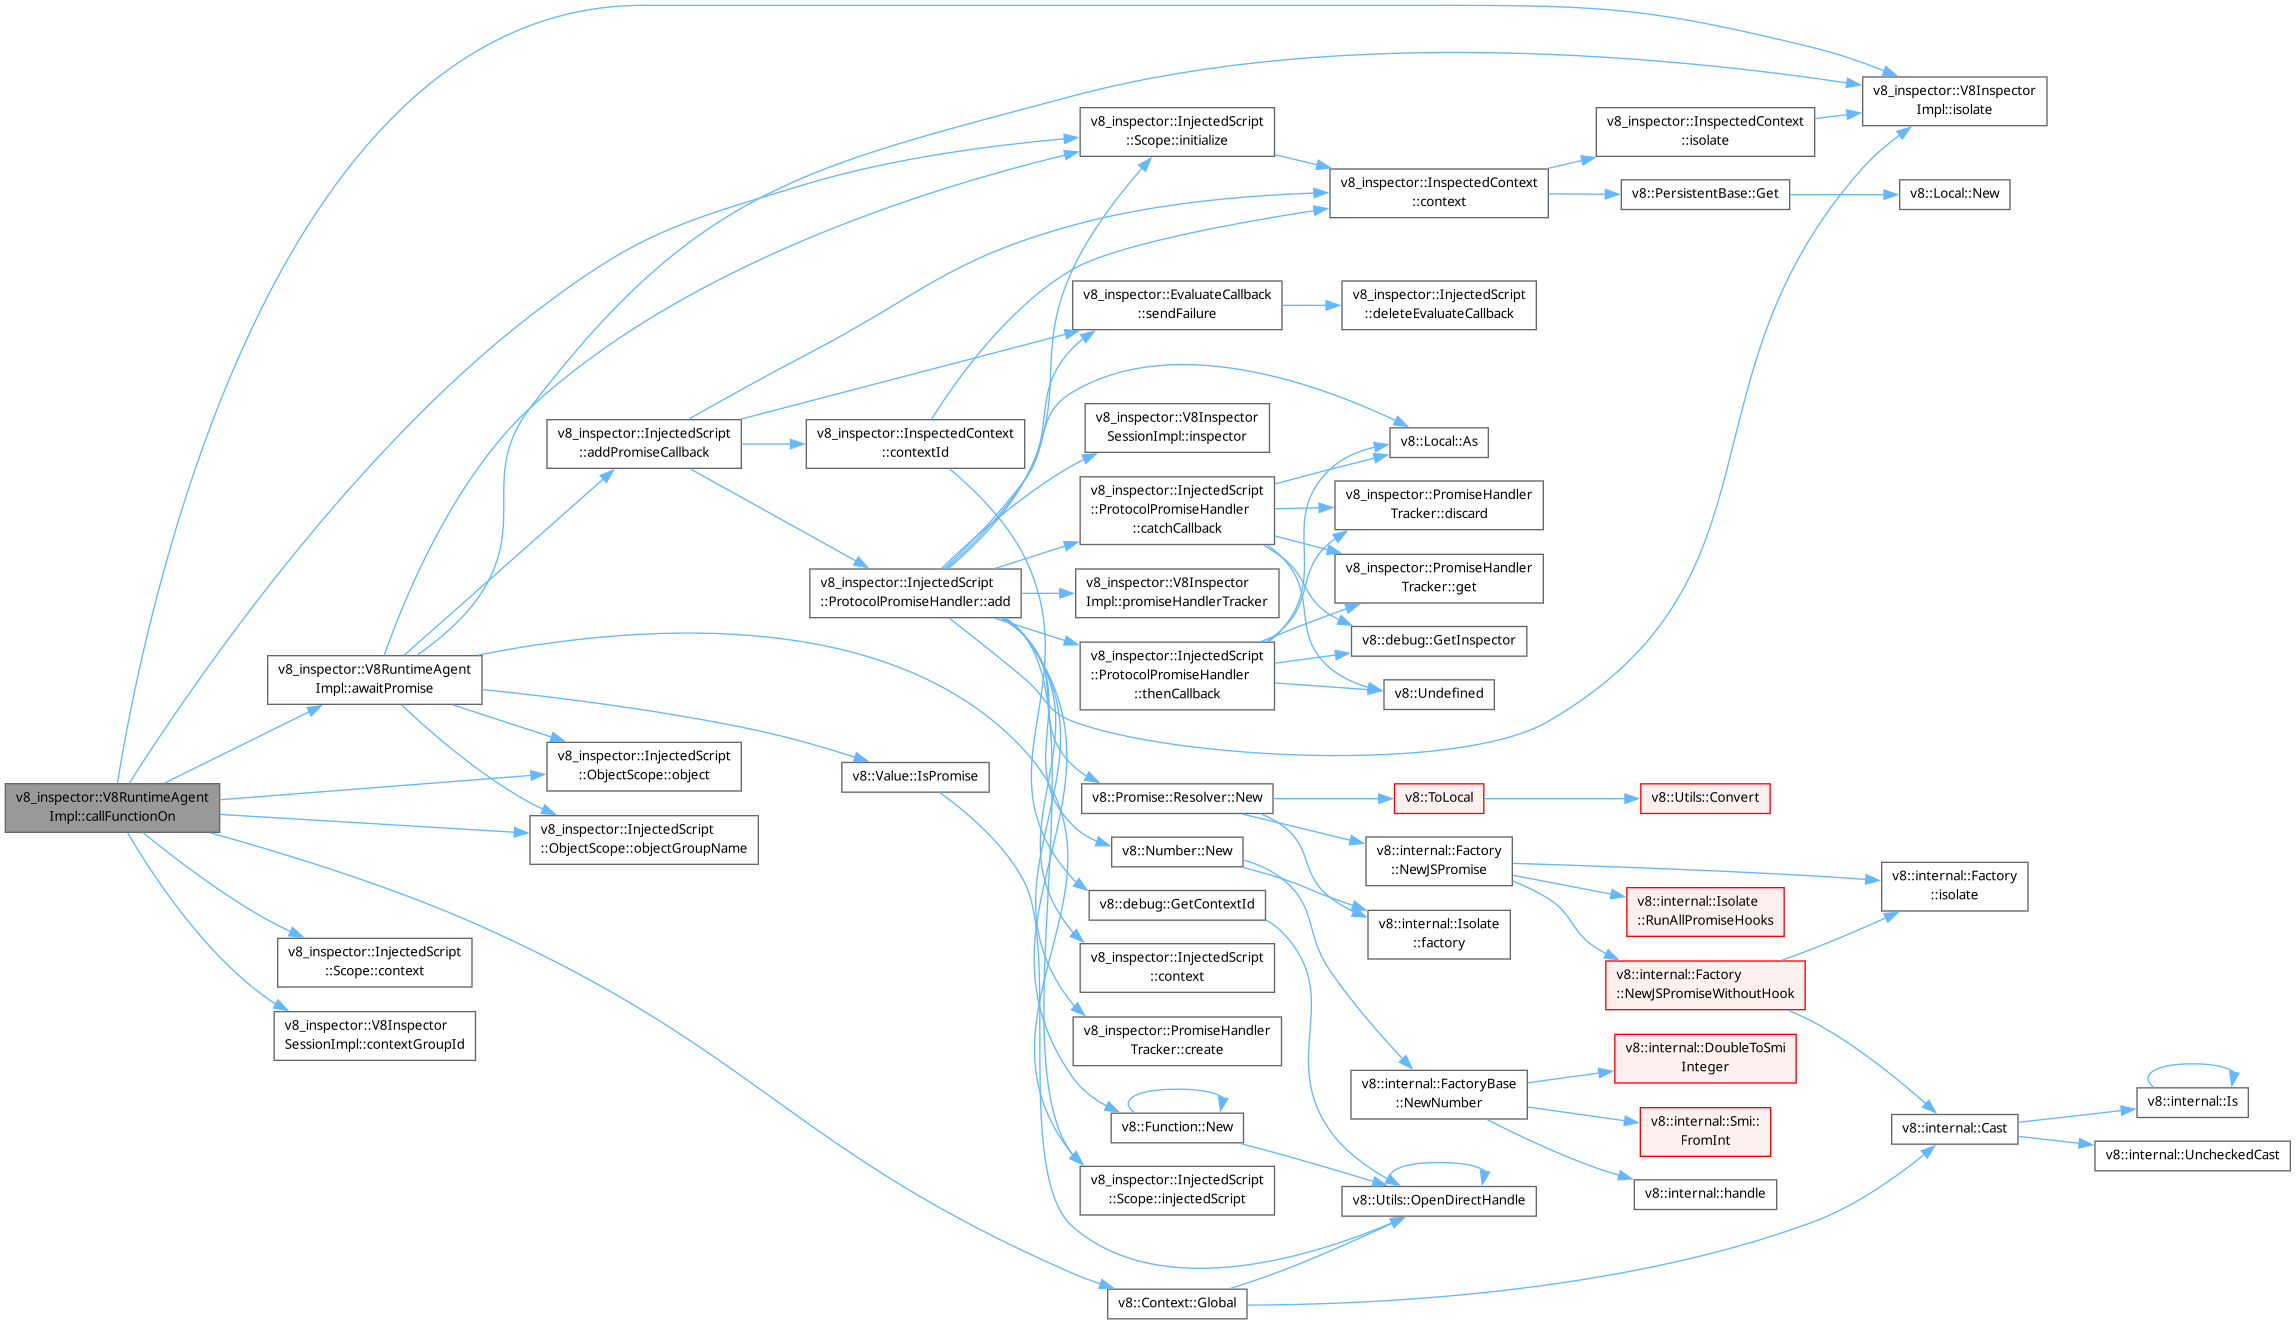 v8_inspector::V8RuntimeAgent
Impl::callFunctionOn
v8_inspector::V8RuntimeAgent
Impl::awaitPromise
v8_inspector::InjectedScript
::Scope::context
v8_inspector::V8Inspector
SessionImpl::contextGroupId
v8_inspector::InjectedScript
::addPromiseCallback
v8_inspector::InjectedScript
::ObjectScope::object
v8_inspector::InjectedScript
::ObjectScope::objectGroupName
v8_inspector::InspectedContext
::contextId
v8_inspector::InjectedScript
::ProtocolPromiseHandler::add
v8::Value::IsPromise
v8_inspector::InjectedScript
::Scope::initialize
v8_inspector::EvaluateCallback
::sendFailure
v8_inspector::V8Inspector
SessionImpl::inspector
v8_inspector::InjectedScript
::ProtocolPromiseHandler
::catchCallback
v8_inspector::V8Inspector
Impl::promiseHandlerTracker
v8_inspector::InjectedScript
::ProtocolPromiseHandler
::thenCallback
v8::Promise::Resolver::New
v8::Number::New
v8::debug::GetContextId
v8_inspector::InjectedScript
::context
v8_inspector::PromiseHandler
Tracker::create
v8::Function::New
v8_inspector::InjectedScript
::Scope::injectedScript
v8::Context::Global
v8_inspector::InspectedContext
::context
v8_inspector::InjectedScript
::deleteEvaluateCallback
v8::Local::As
v8_inspector::PromiseHandler
Tracker::discard
v8_inspector::PromiseHandler
Tracker::get
v8::debug::GetInspector
v8::Undefined
v8::ToLocal
v8::internal::Factory
::NewJSPromise
v8::internal::Isolate
::factory
v8::internal::FactoryBase
::NewNumber
v8::Utils::OpenDirectHandle
v8_inspector::InspectedContext
::isolate
v8::PersistentBase::Get
v8::Utils::Convert
v8::internal::Isolate
::RunAllPromiseHooks
v8::internal::Factory
::NewJSPromiseWithoutHook
v8::internal::DoubleToSmi
Integer
v8::internal::Smi::
FromInt
v8::internal::handle
v8_inspector::V8Inspector
Impl::isolate
v8::Local::New
v8::internal::Factory
::isolate
v8::internal::Cast
v8::internal::Is
v8::internal::UncheckedCast